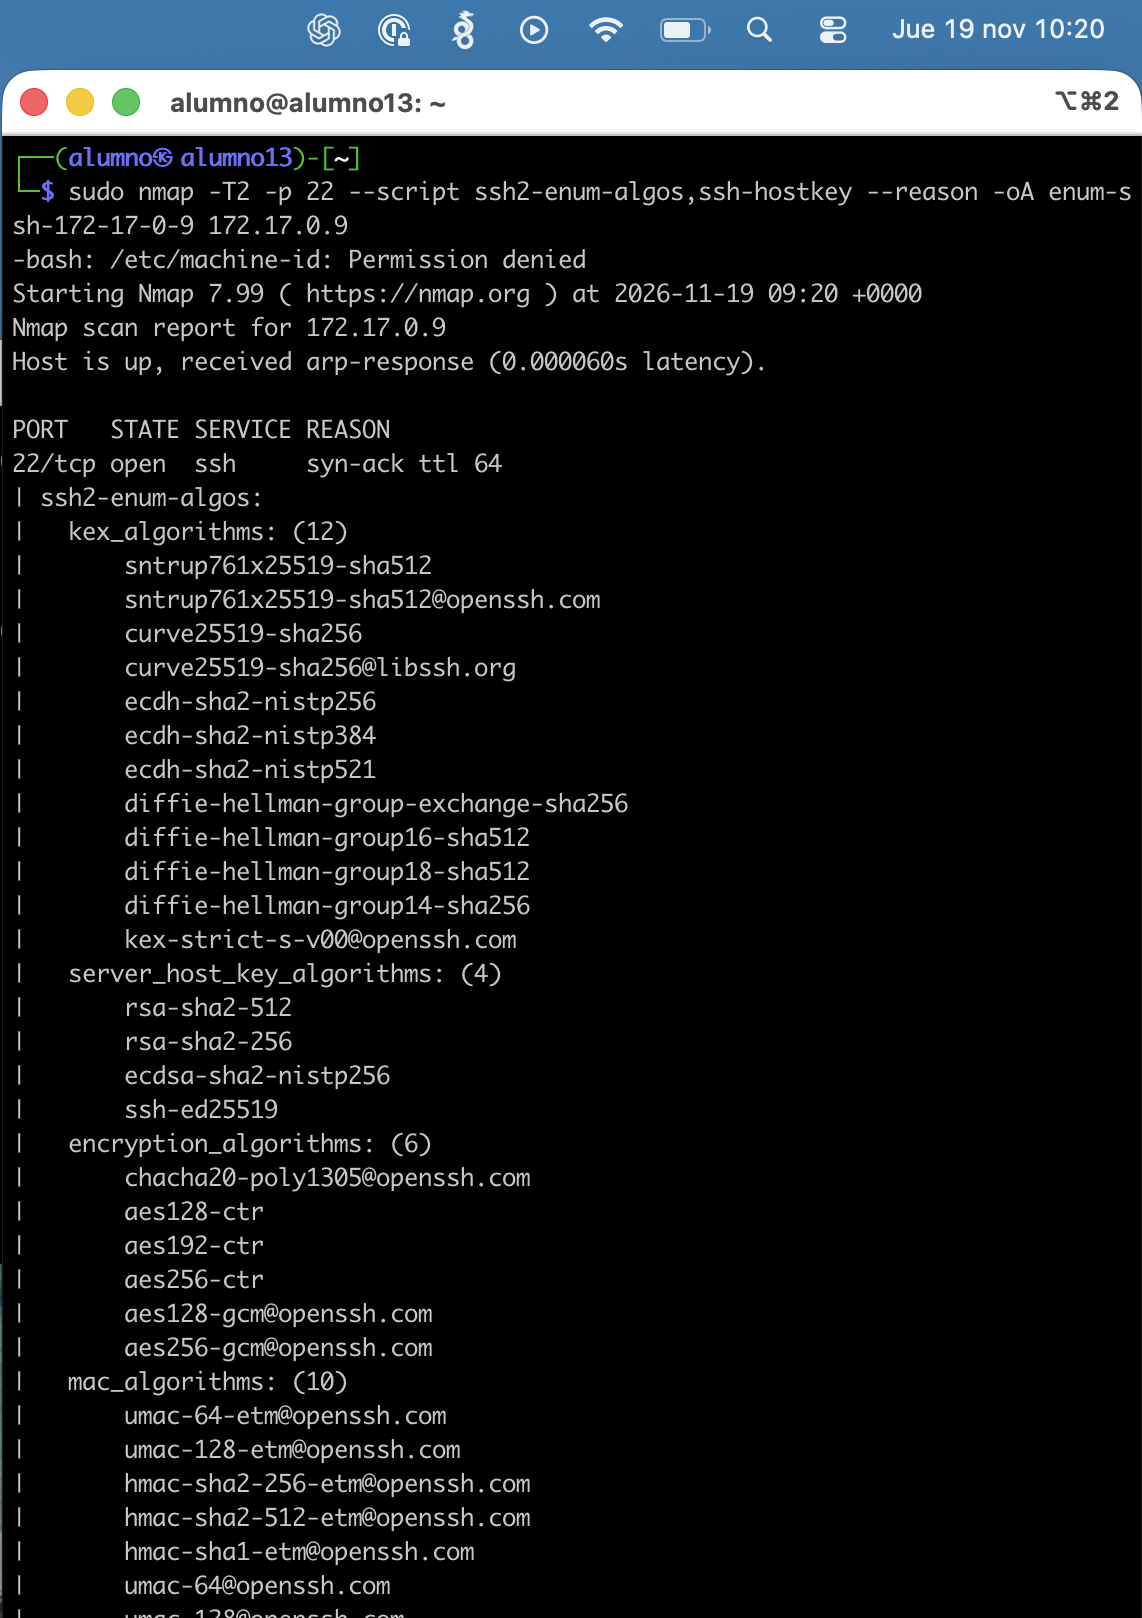 Jue 19 nov 10:20
alumno@alumno13: ~ ⌥⌘2
┌──(alumno㉿ alumno13)-[~]
└─$ sudo nmap -T2 -p 22 --script ssh2-enum-algos,ssh-hostkey --reason -oA enum-s
sh-172-17-0-9 172.17.0.9
-bash: /etc/machine-id: Permission denied
Starting Nmap 7.99 ( https://nmap.org ) at 2026-11-19 09:20 +0000
Nmap scan report for 172.17.0.9
Host is up, received arp-response (0.000060s latency).
PORT   STATE SERVICE REASON
22/tcp open  ssh     syn-ack ttl 64
| ssh2-enum-algos:
|   kex_algorithms: (12)
|       sntrup761x25519-sha512
|       sntrup761x25519-sha512@openssh.com
|       curve25519-sha256
|       curve25519-sha256@libssh.org
|       ecdh-sha2-nistp256
|       ecdh-sha2-nistp384
|       ecdh-sha2-nistp521
|       diffie-hellman-group-exchange-sha256
|       diffie-hellman-group16-sha512
|       diffie-hellman-group18-sha512
|       diffie-hellman-group14-sha256
|       kex-strict-s-v00@openssh.com
|   server_host_key_algorithms: (4)
|       rsa-sha2-512
|       rsa-sha2-256
|       ecdsa-sha2-nistp256
|       ssh-ed25519
|   encryption_algorithms: (6)
|       chacha20-poly1305@openssh.com
|       aes128-ctr
|       aes192-ctr
|       aes256-ctr
|       aes128-gcm@openssh.com
|       aes256-gcm@openssh.com
|   mac_algorithms: (10)
|       umac-64-etm@openssh.com
|       umac-128-etm@openssh.com
|       hmac-sha2-256-etm@openssh.com
|       hmac-sha2-512-etm@openssh.com
|       hmac-sha1-etm@openssh.com
|       umac-64@openssh.com
|       umac-128@openssh.com